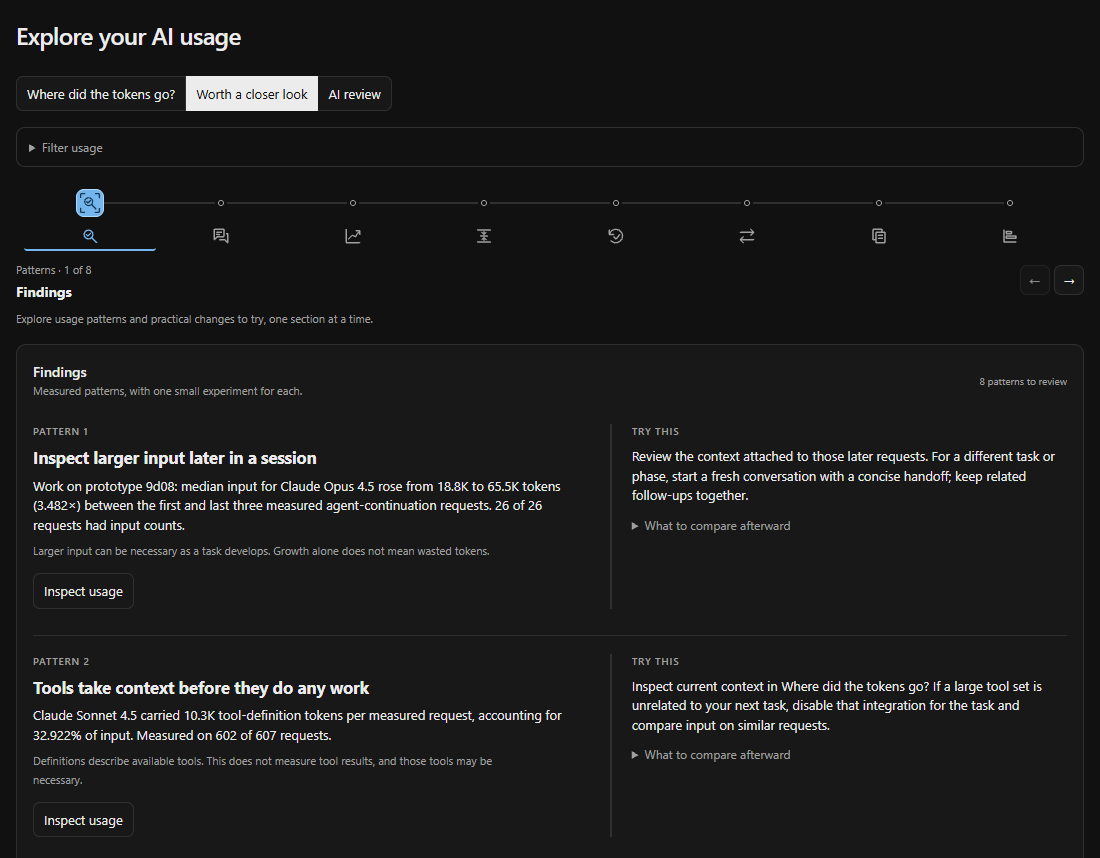 Explore your AI usage
Where did the tokens go?
Worth a closer look
AI review
▶ Filter usage
Patterns · 1 of 8
Findings
← →
Explore usage patterns and practical changes to try, one section at a time.
Findings
Measured patterns, with one small experiment for each.
8 patterns to review
PATTERN 1
Inspect larger input later in a session
Work on prototype 9d08: median input for Claude Opus 4.5 rose from 18.8K to 65.5K tokens
(3.482×) between the first and last three measured agent-continuation requests. 26 of 26
requests had input counts.
Larger input can be necessary as a task develops. Growth alone does not mean wasted tokens.
Inspect usage
TRY THIS
Review the context attached to those later requests. For a different task or
phase, start a fresh conversation with a concise handoff; keep related
follow-ups together.
▶ What to compare afterward
PATTERN 2
Tools take context before they do any work
Claude Sonnet 4.5 carried 10.3K tool-definition tokens per measured request, accounting for
32.922% of input. Measured on 602 of 607 requests.
Definitions describe available tools. This does not measure tool results, and those tools may be
necessary.
Inspect usage
TRY THIS
Inspect current context in Where did the tokens go? If a large tool set is
unrelated to your next task, disable that integration for the task and
compare input on similar requests.
▶ What to compare afterward